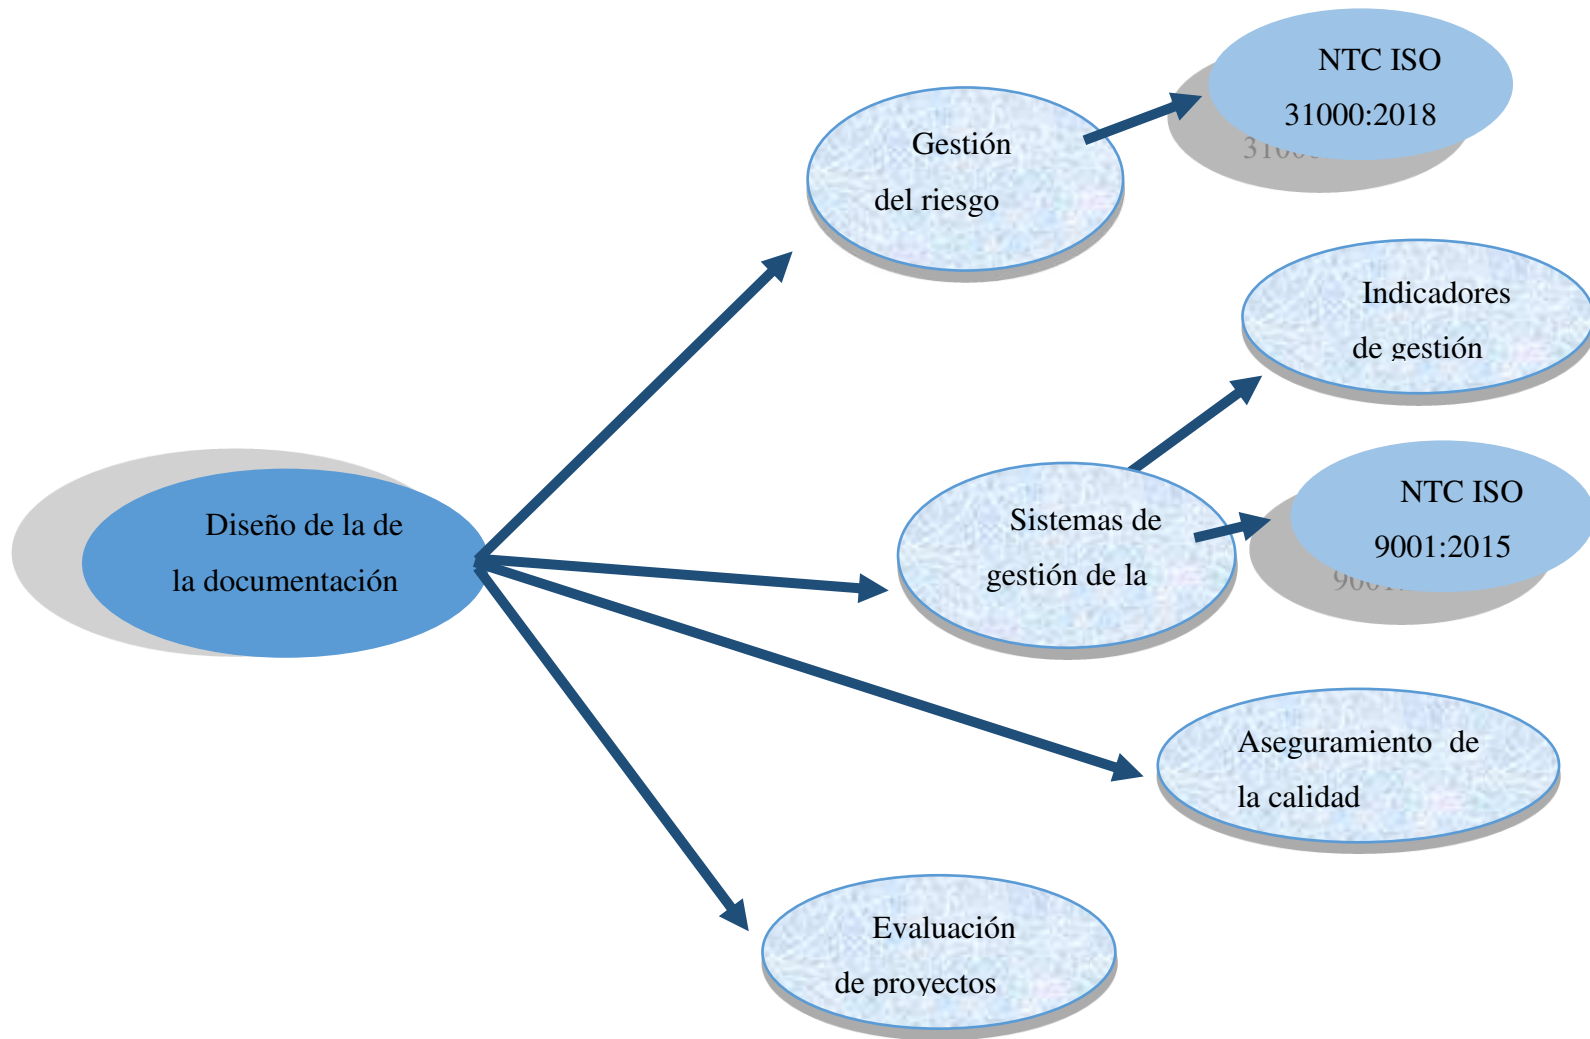 NTC ISO
31000:2018
Gestión
del riesgo
Indicadores
de gestión
Diseño de la de
la documentación
Sistemas de
gestión de la
NTC ISO
9001:2015
Aseguramiento  de
la calidad
Evaluación
de proyectos